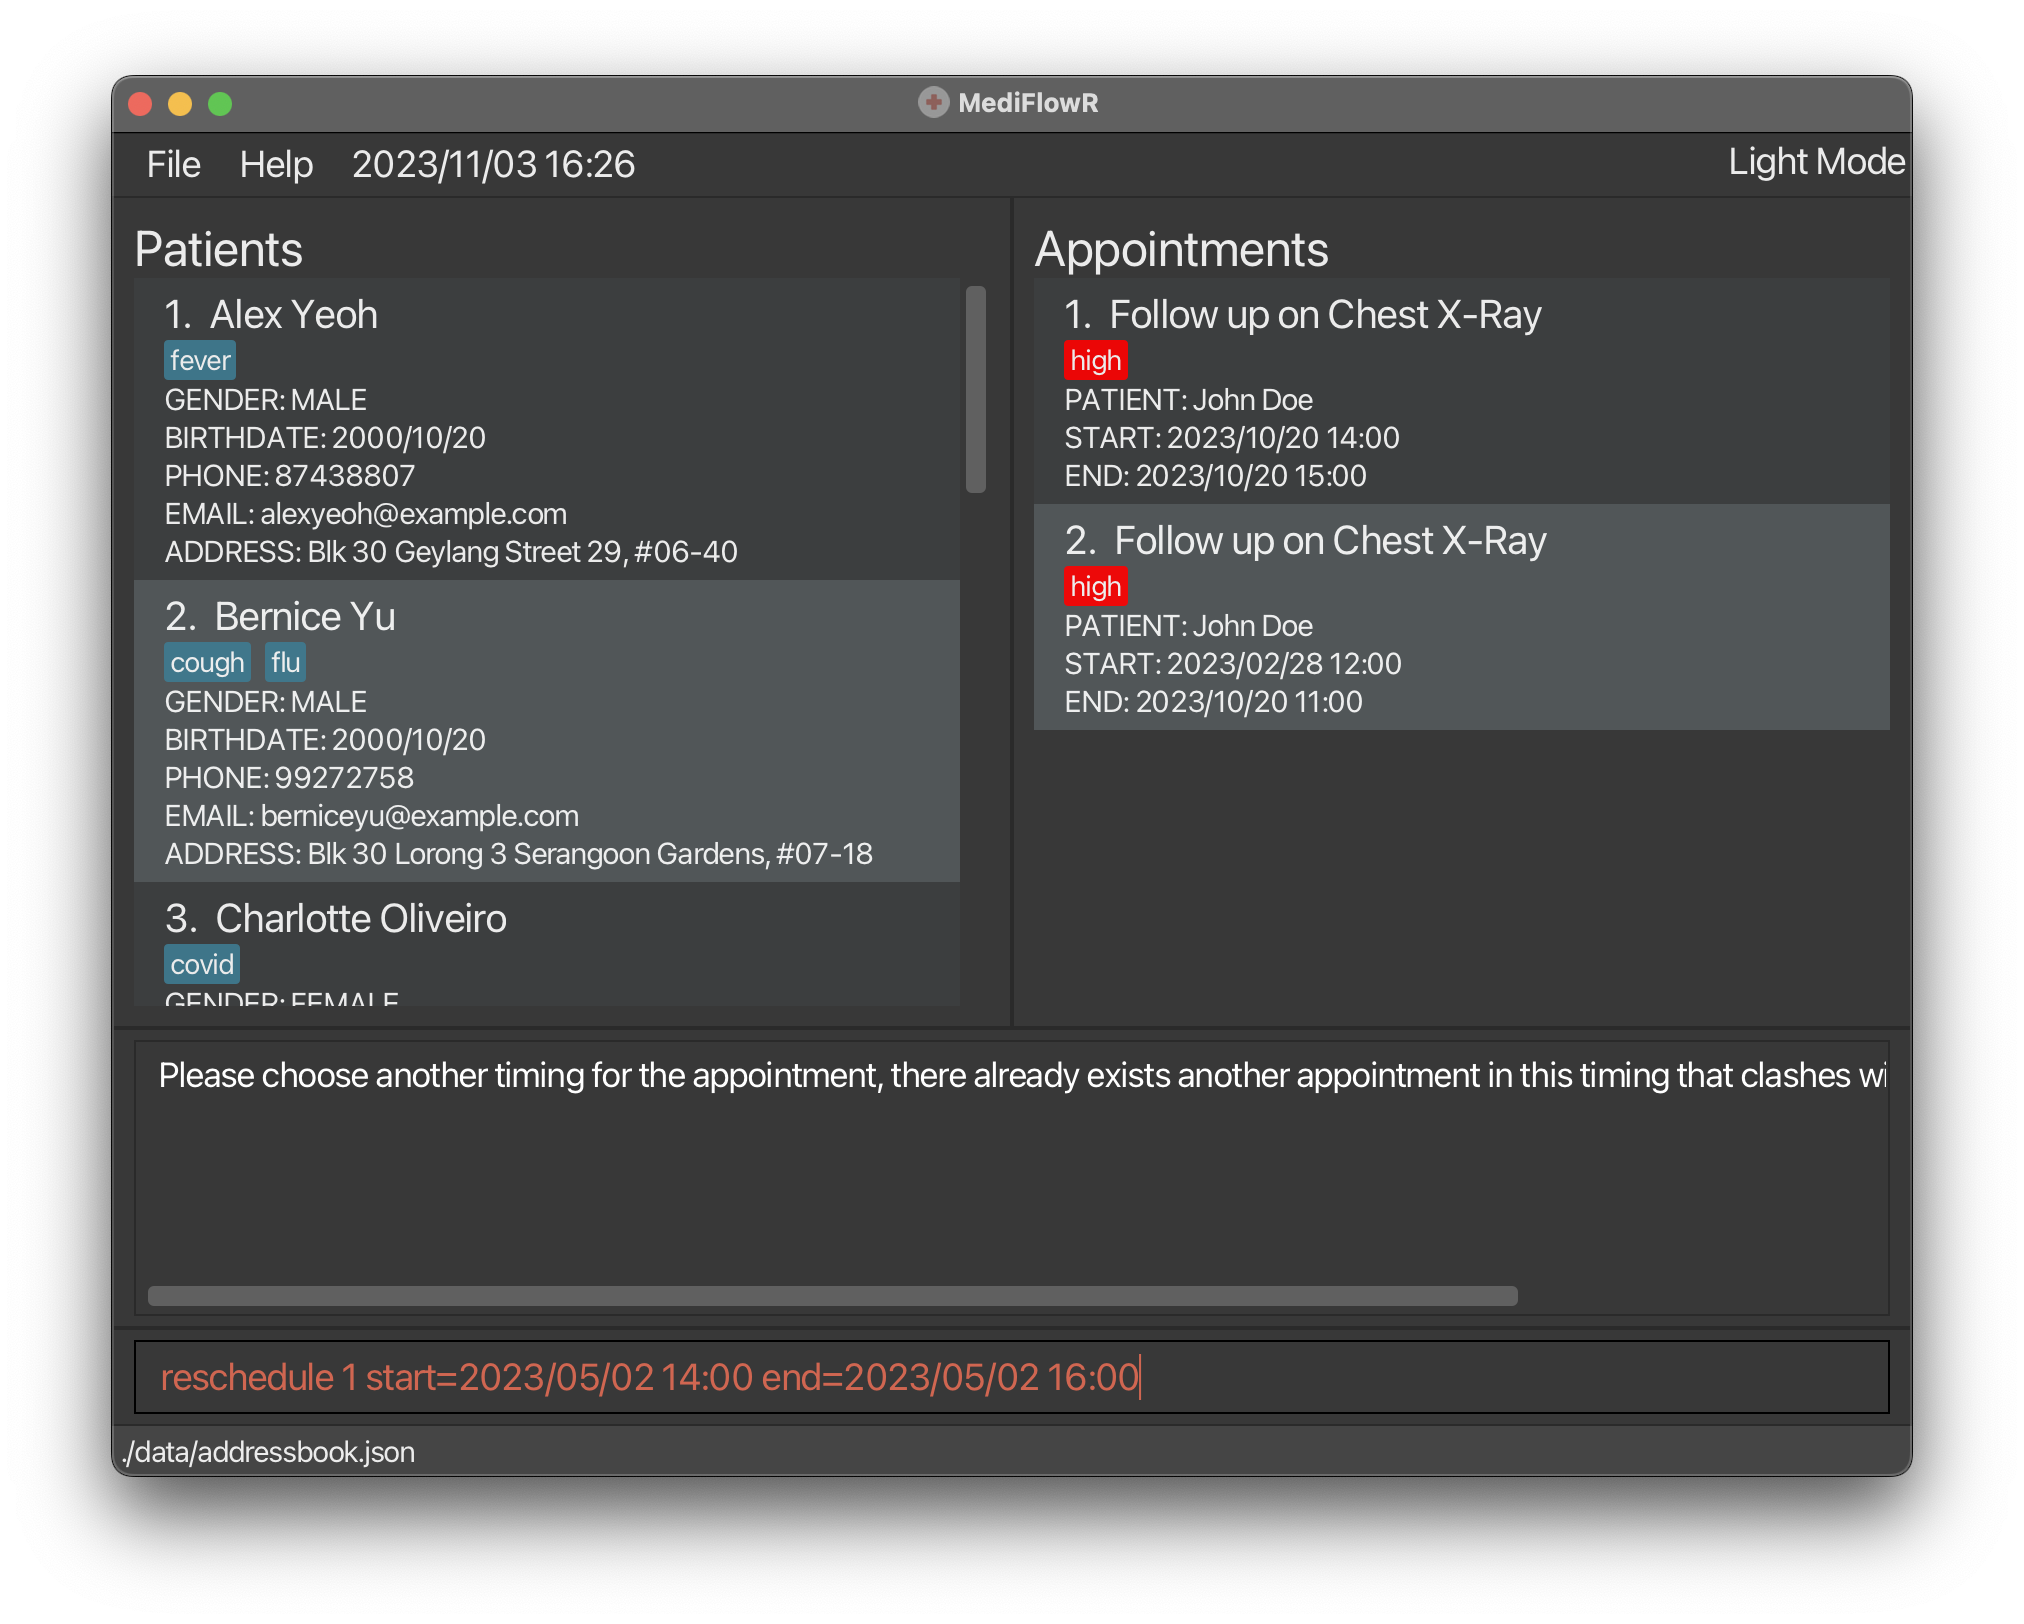 MediFlowR
File Help 2023/11/03 16:26 Light Mode
Patients
1. Alex Yeoh
fever
GENDER: MALE
BIRTHDATE: 2000/10/20
PHONE: 87438807
EMAIL: alexyeoh@example.com
ADDRESS: Blk 30 Geylang Street 29, #06-40
2. Bernice Yu
cough flu
GENDER: MALE
BIRTHDATE: 2000/10/20
PHONE: 99272758
EMAIL: berniceyu@example.com
ADDRESS: Blk 30 Lorong 3 Serangoon Gardens, #07-18
3. Charlotte Oliveiro
covid
GENDER: FEMALE
Appointments
1. Follow up on Chest X-Ray
high
PATIENT: John Doe
START: 2023/10/20 14:00
END: 2023/10/20 15:00
2. Follow up on Chest X-Ray
high
PATIENT: John Doe
START: 2023/02/28 12:00
END: 2023/10/20 11:00
Please choose another timing for the appointment, there already exists another appointment in this timing that clashes wi
reschedule 1 start=2023/05/02 14:00 end=2023/05/02 16:00
./data/addressbook.json